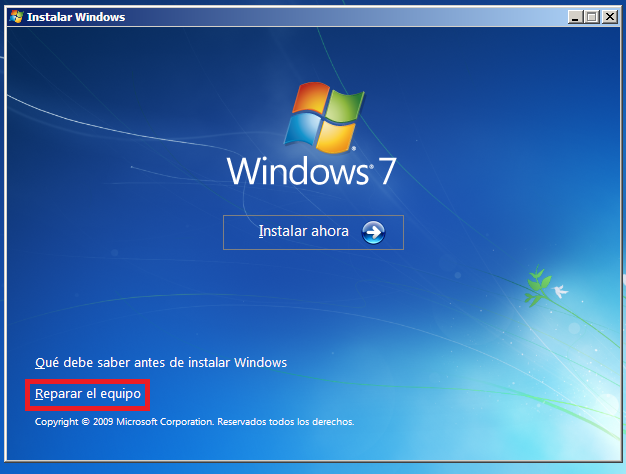 Instalar Windows
Windows® 7
Instalar ahora
Qué debe saber antes de instalar Windows
Reparar el equipo
Copyright © 2009 Microsoft Corporation. Reservados todos los derechos.